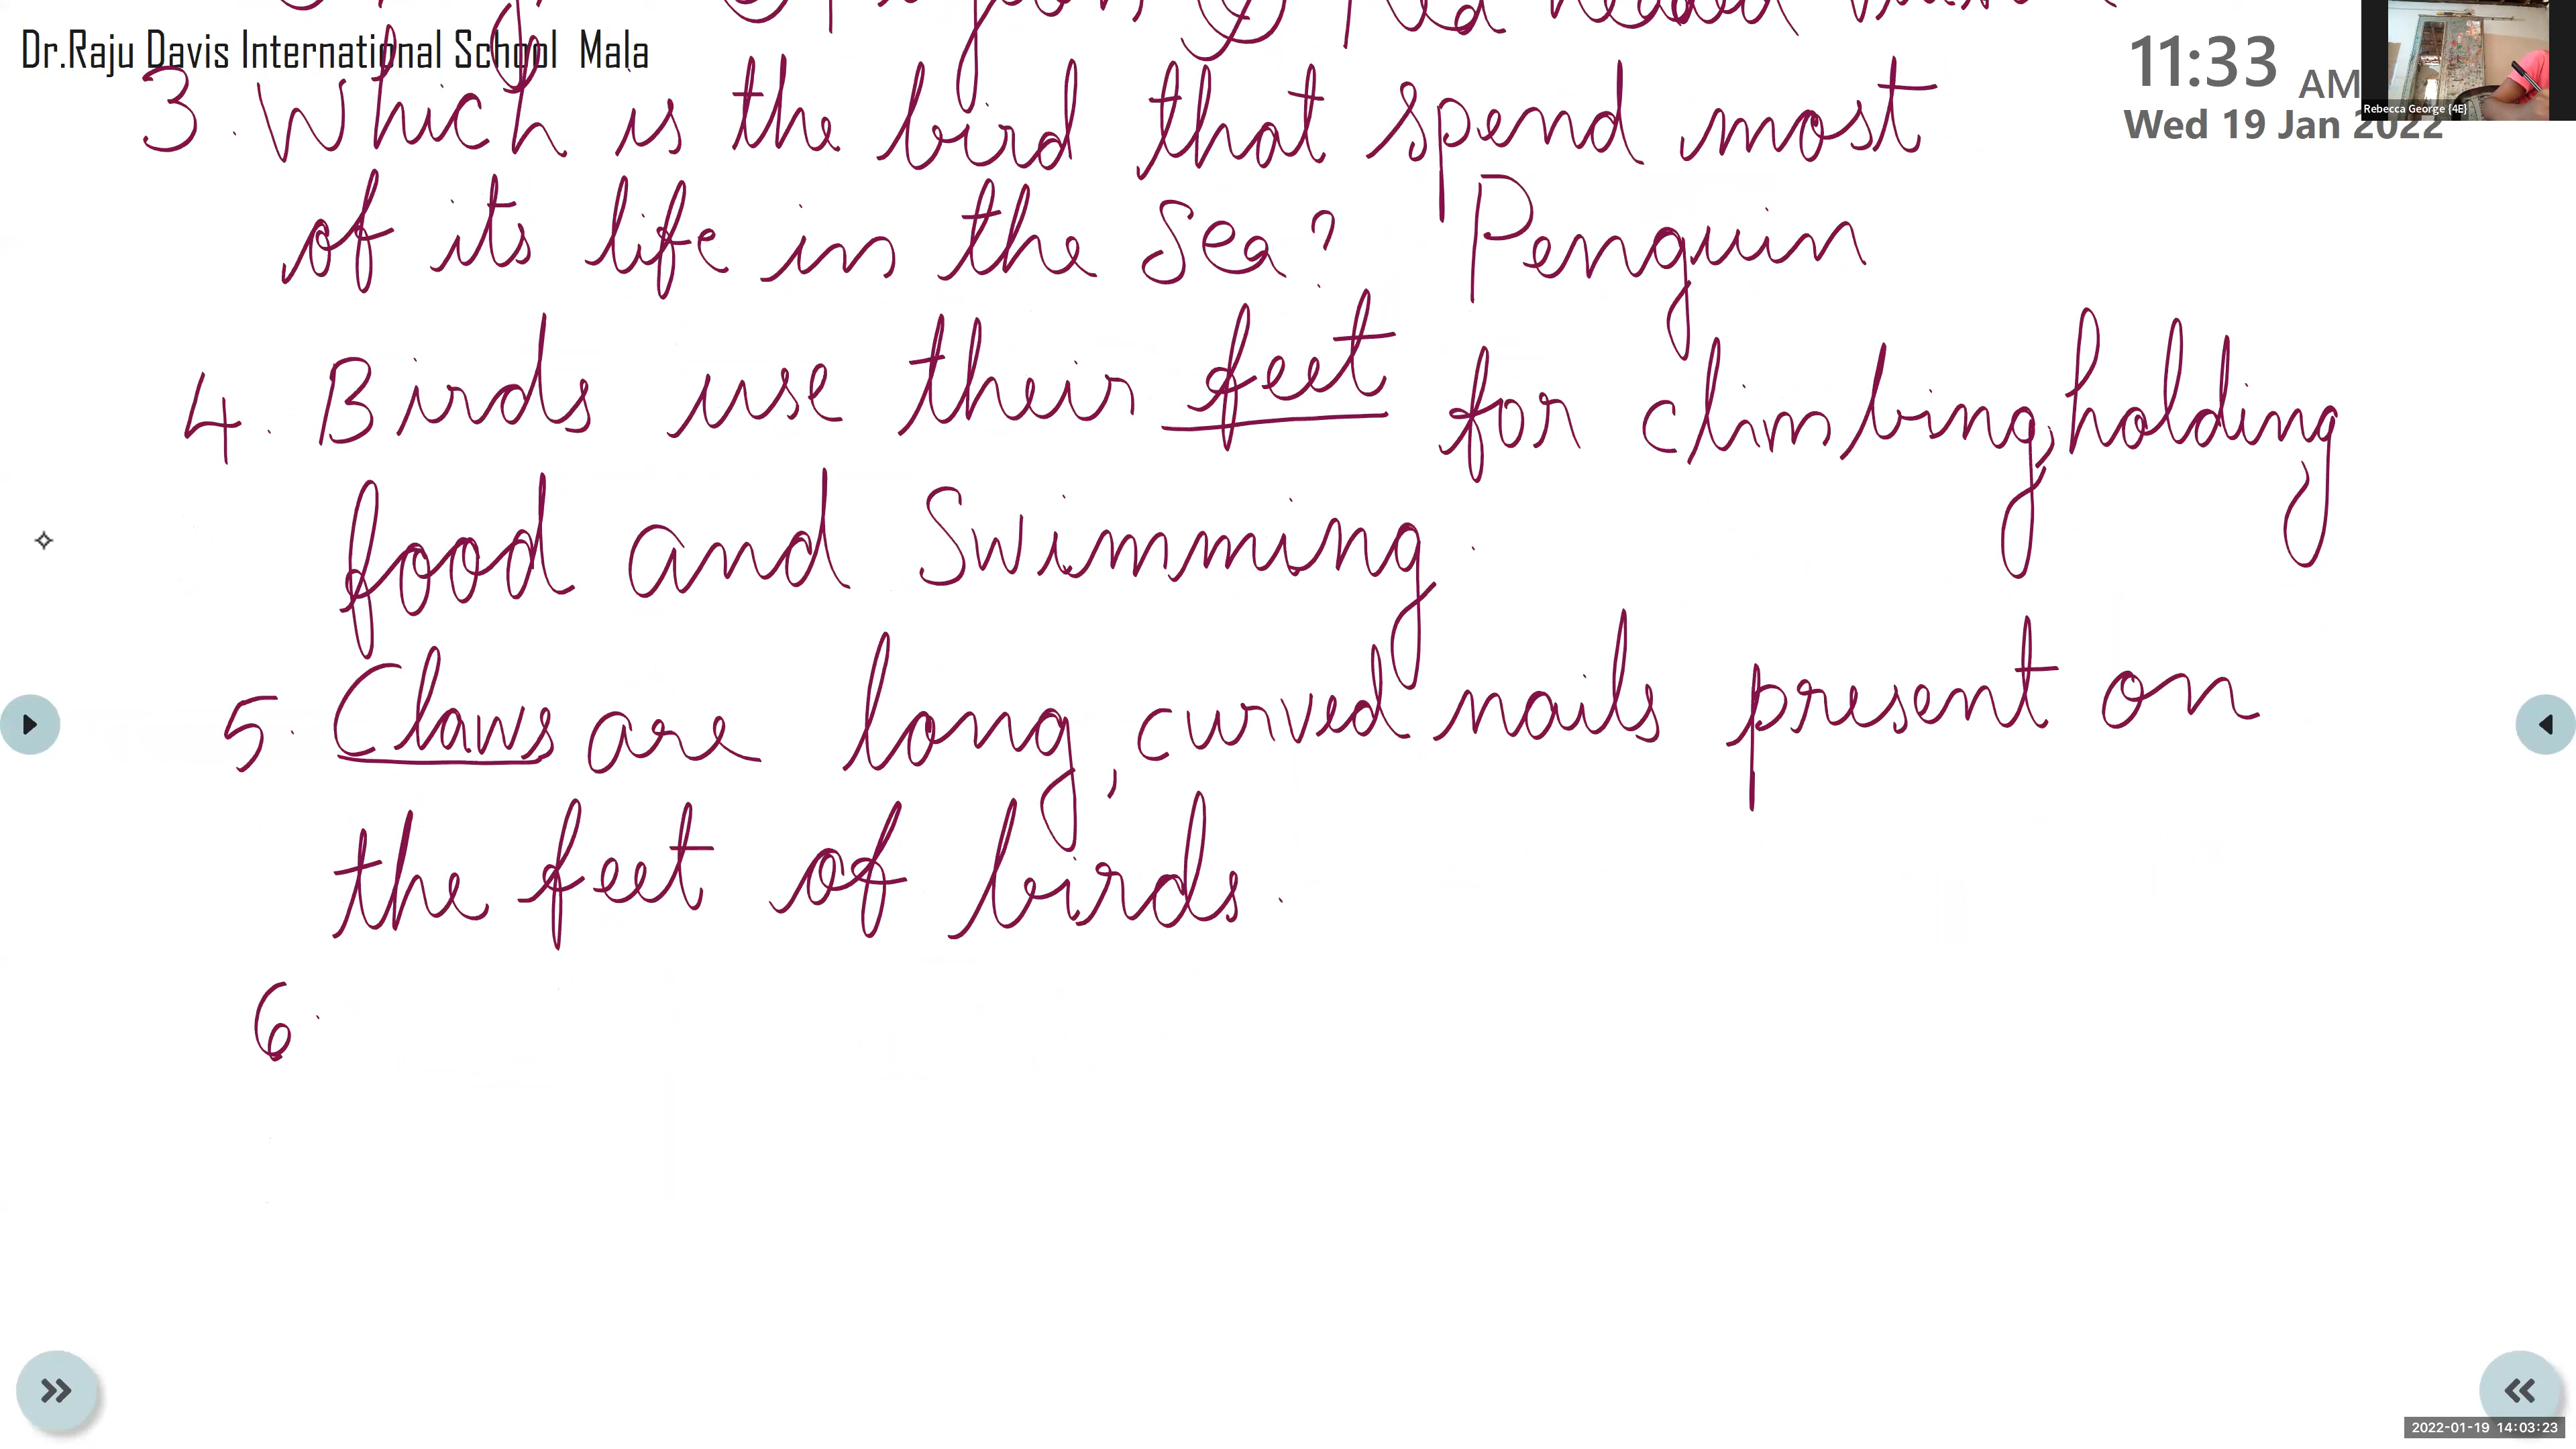 red headed
Dr.Raju Davis International School Mala
11:33 AM
Wed 19 Jan 2022
Rebecca George (4E)
3. Which is the bird that spend most
of its life in the Sea? Penguin
4. Birds use their feet for climbing, holding
food and Swimming.
5. Claws are long, curved nails present on
the feet of birds.
6.
2022-01-19 14:03:23